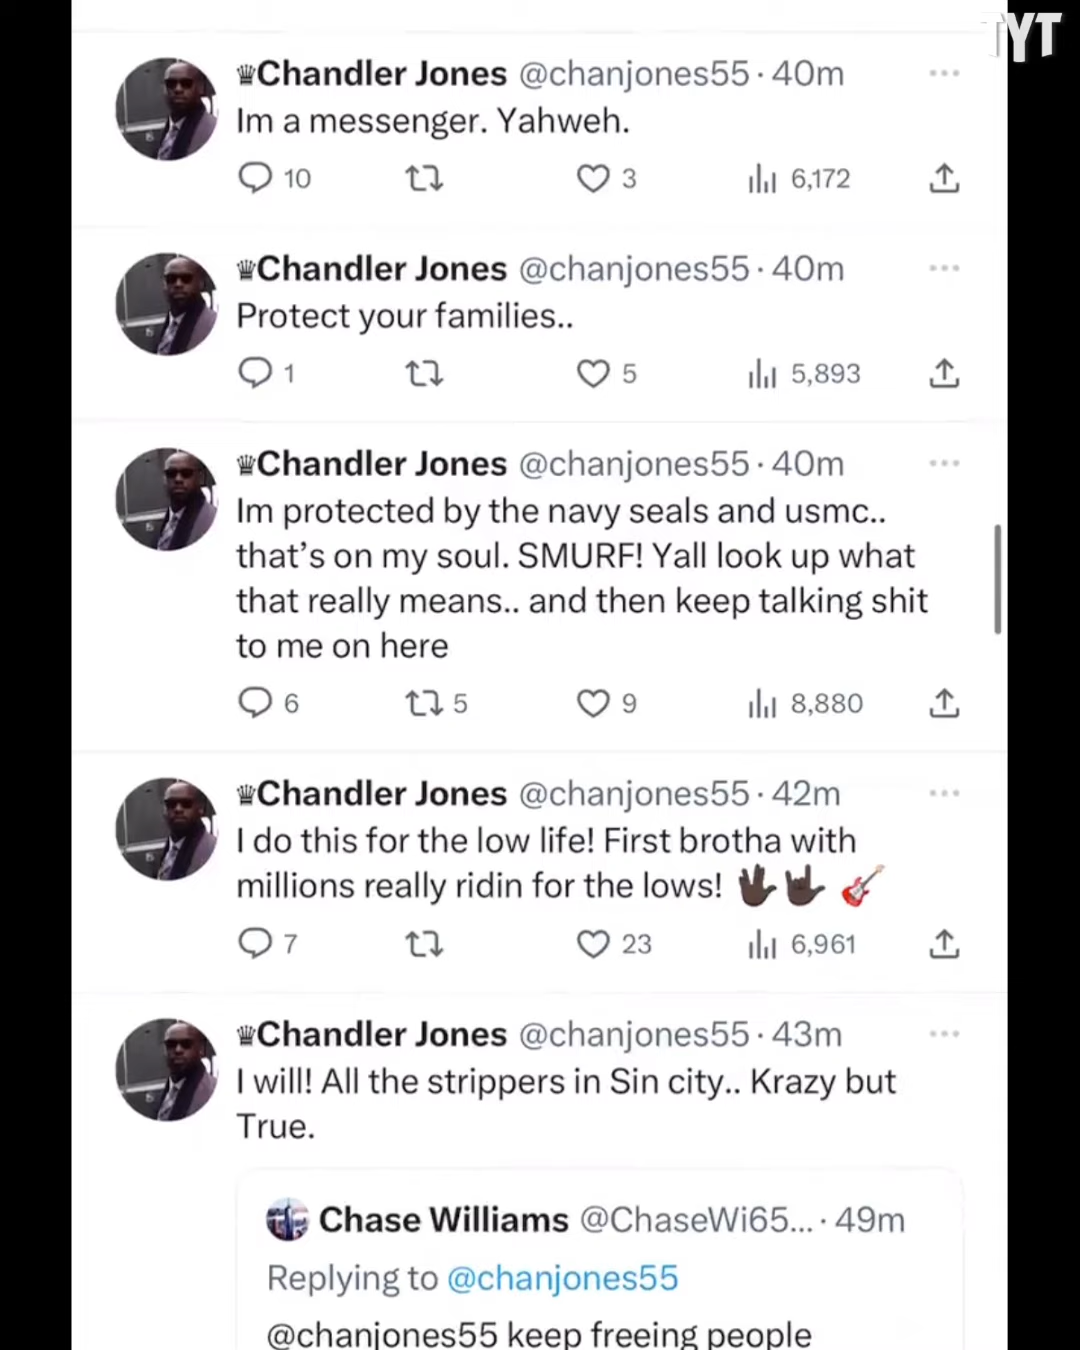 TYT
♛Chandler Jones @chanjones55 · 40m
Im a messenger. Yahweh.
10 3 6,172
♛Chandler Jones @chanjones55 · 40m
Protect your families..
1 5 5,893
♛Chandler Jones @chanjones55 · 40m
Im protected by the navy seals and usmc..
that’s on my soul. SMURF! Yall look up what
that really means.. and then keep talking shit
to me on here
6 5 9 8,880
♛Chandler Jones @chanjones55 · 42m
I do this for the low life! First brotha with
millions really ridin for the lows! 🖖🏿🤘🏿🎸
7 23 6,961
♛Chandler Jones @chanjones55 · 43m
I will! All the strippers in Sin city.. Krazy but
True.
Chase Williams @ChaseWi65... · 49m
Replying to @chanjones55
@chanjones55 keep freeing people